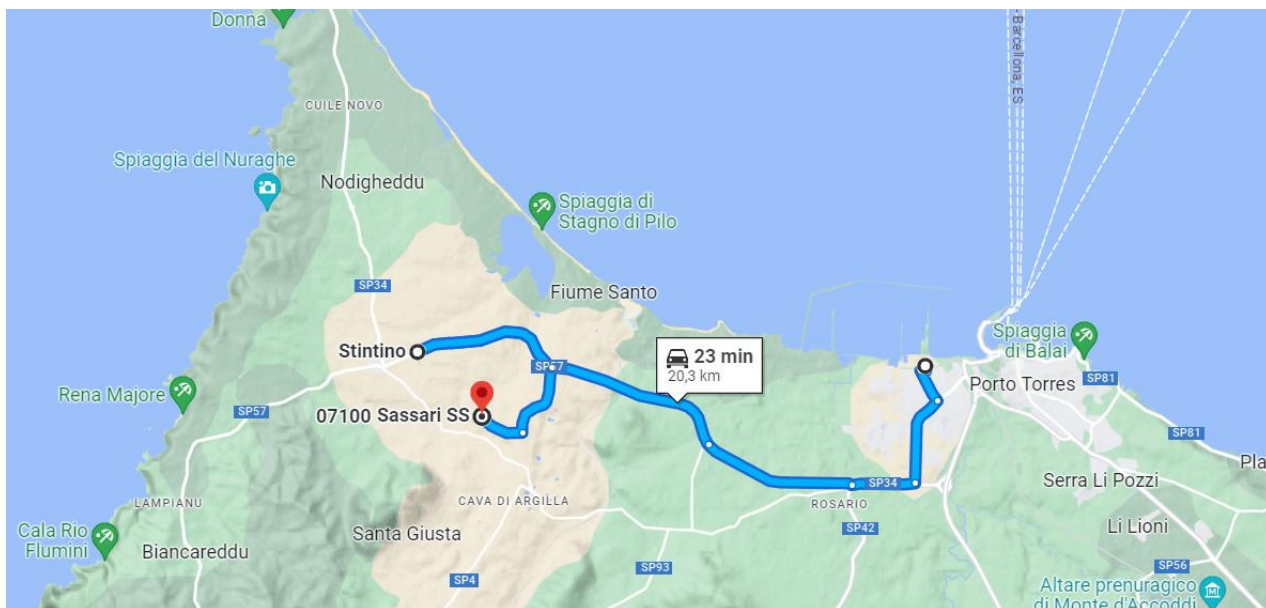 Donna
- Barcellona, ES
CUILE NOVO
Spiaggia del Nuraghe
Nodigheddu
Spiaggia di
Stagno di Pilo
SP34
Fiume Santo
Spiaggia
di Balai
Stintino
23 min
20,3 km
SP57
Porto Torres
SP81
Rena Majore
SP57
07100 Sassari SS
SP81
Pla
SP34
Serra Li Pozzi
LAMPIANU
CAVA DI ARGILLA
ROSARIO
Cala Rio
Flumini
Biancareddu
Santa Giusta
SP42
Li Lioni
SP4
SP93
SP56
Altare prenuragico
di Monte d'Accoddi